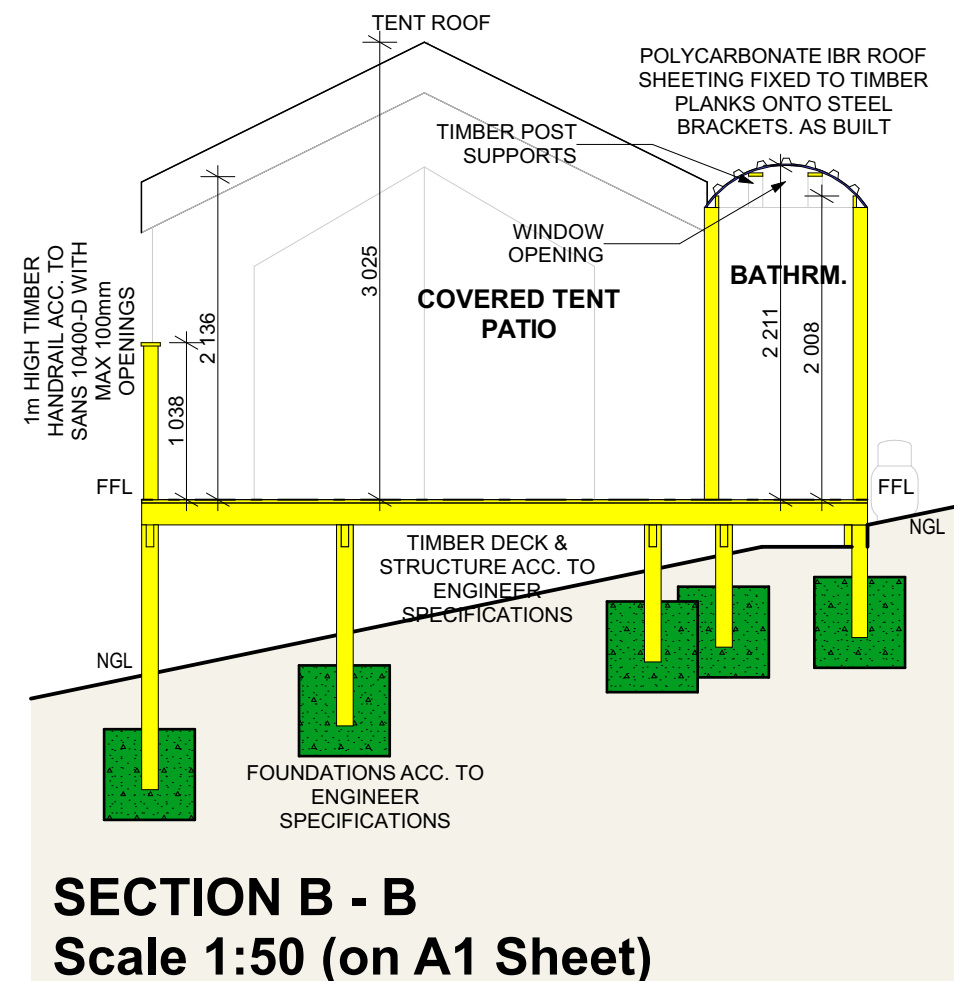 TENT ROOF
POLYCARBONATE IBR ROOF
SHEETING FIXED TO TIMBER
PLANKS ONTO STEEL
BRACKETS. AS BUILT
TIMBER POST
SUPPORTS
WINDOW
OPENING
BATHRM.
COVERED TENT
PATIO
1m HIGH TIMBER
HANDRAIL ACC. TO
SANS 10400-D WITH
MAX 100mm
OPENINGS
1 038
2 136
3 025
2 211
2 008
FFL
FFL
NGL
TIMBER DECK &
STRUCTURE ACC. TO
ENGINEER
SPECIFICATIONS
NGL
FOUNDATIONS ACC. TO
ENGINEER
SPECIFICATIONS
SECTION B - B
Scale 1:50 (on A1 Sheet)